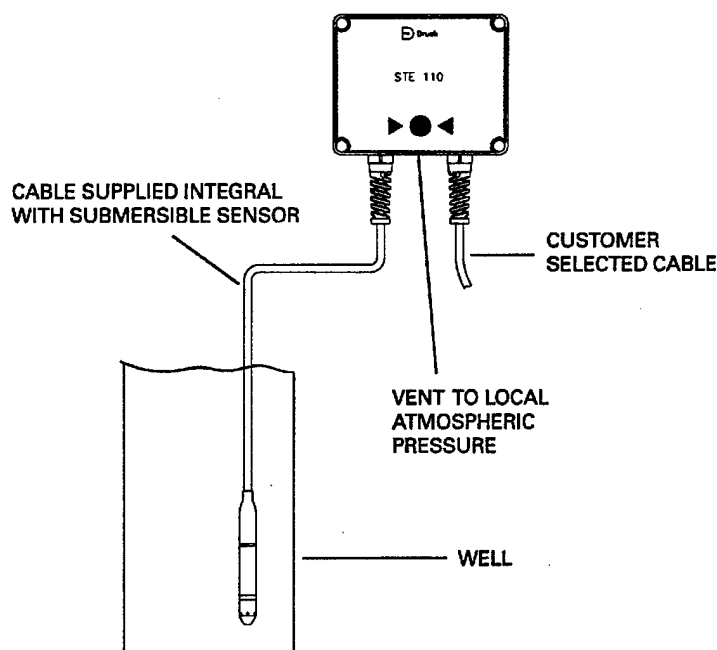 Druck
STE 110
CABLE SUPPLIED INTEGRAL
WITH SUBMERSIBLE SENSOR
CUSTOMER
SELECTED CABLE
VENT TO LOCAL
ATMOSPHERIC
PRESSURE
WELL